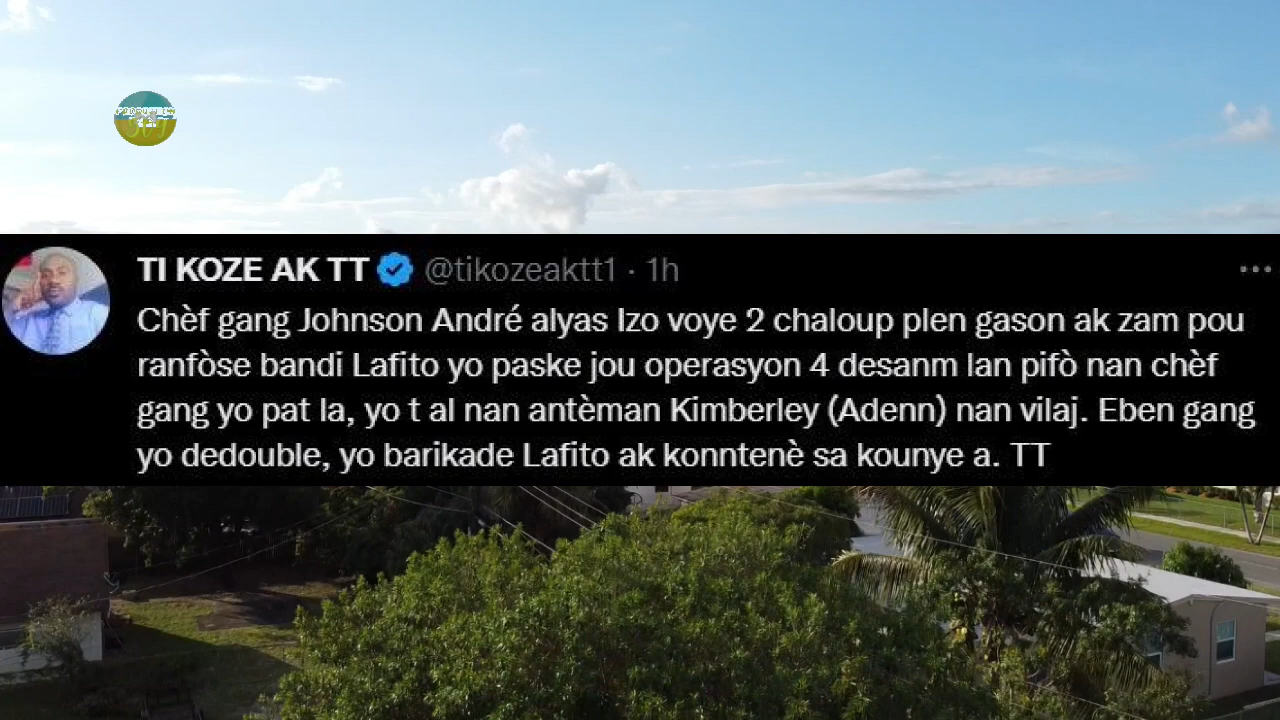 TI KOZE AK TT @tikozeaktt1 · 1h
Chèf gang Johnson André alyas Izo voye 2 chaloup plen gason ak zam pou
ranfòse bandi Lafito yo paske jou operasyon 4 desanm lan pifò nan chèf
gang yo pat la, yo t al nan antèman Kimberley (Adenn) nan vilaj. Eben gang
yo dedouble, yo barikade Lafito ak konntenè sa kounye a. TT